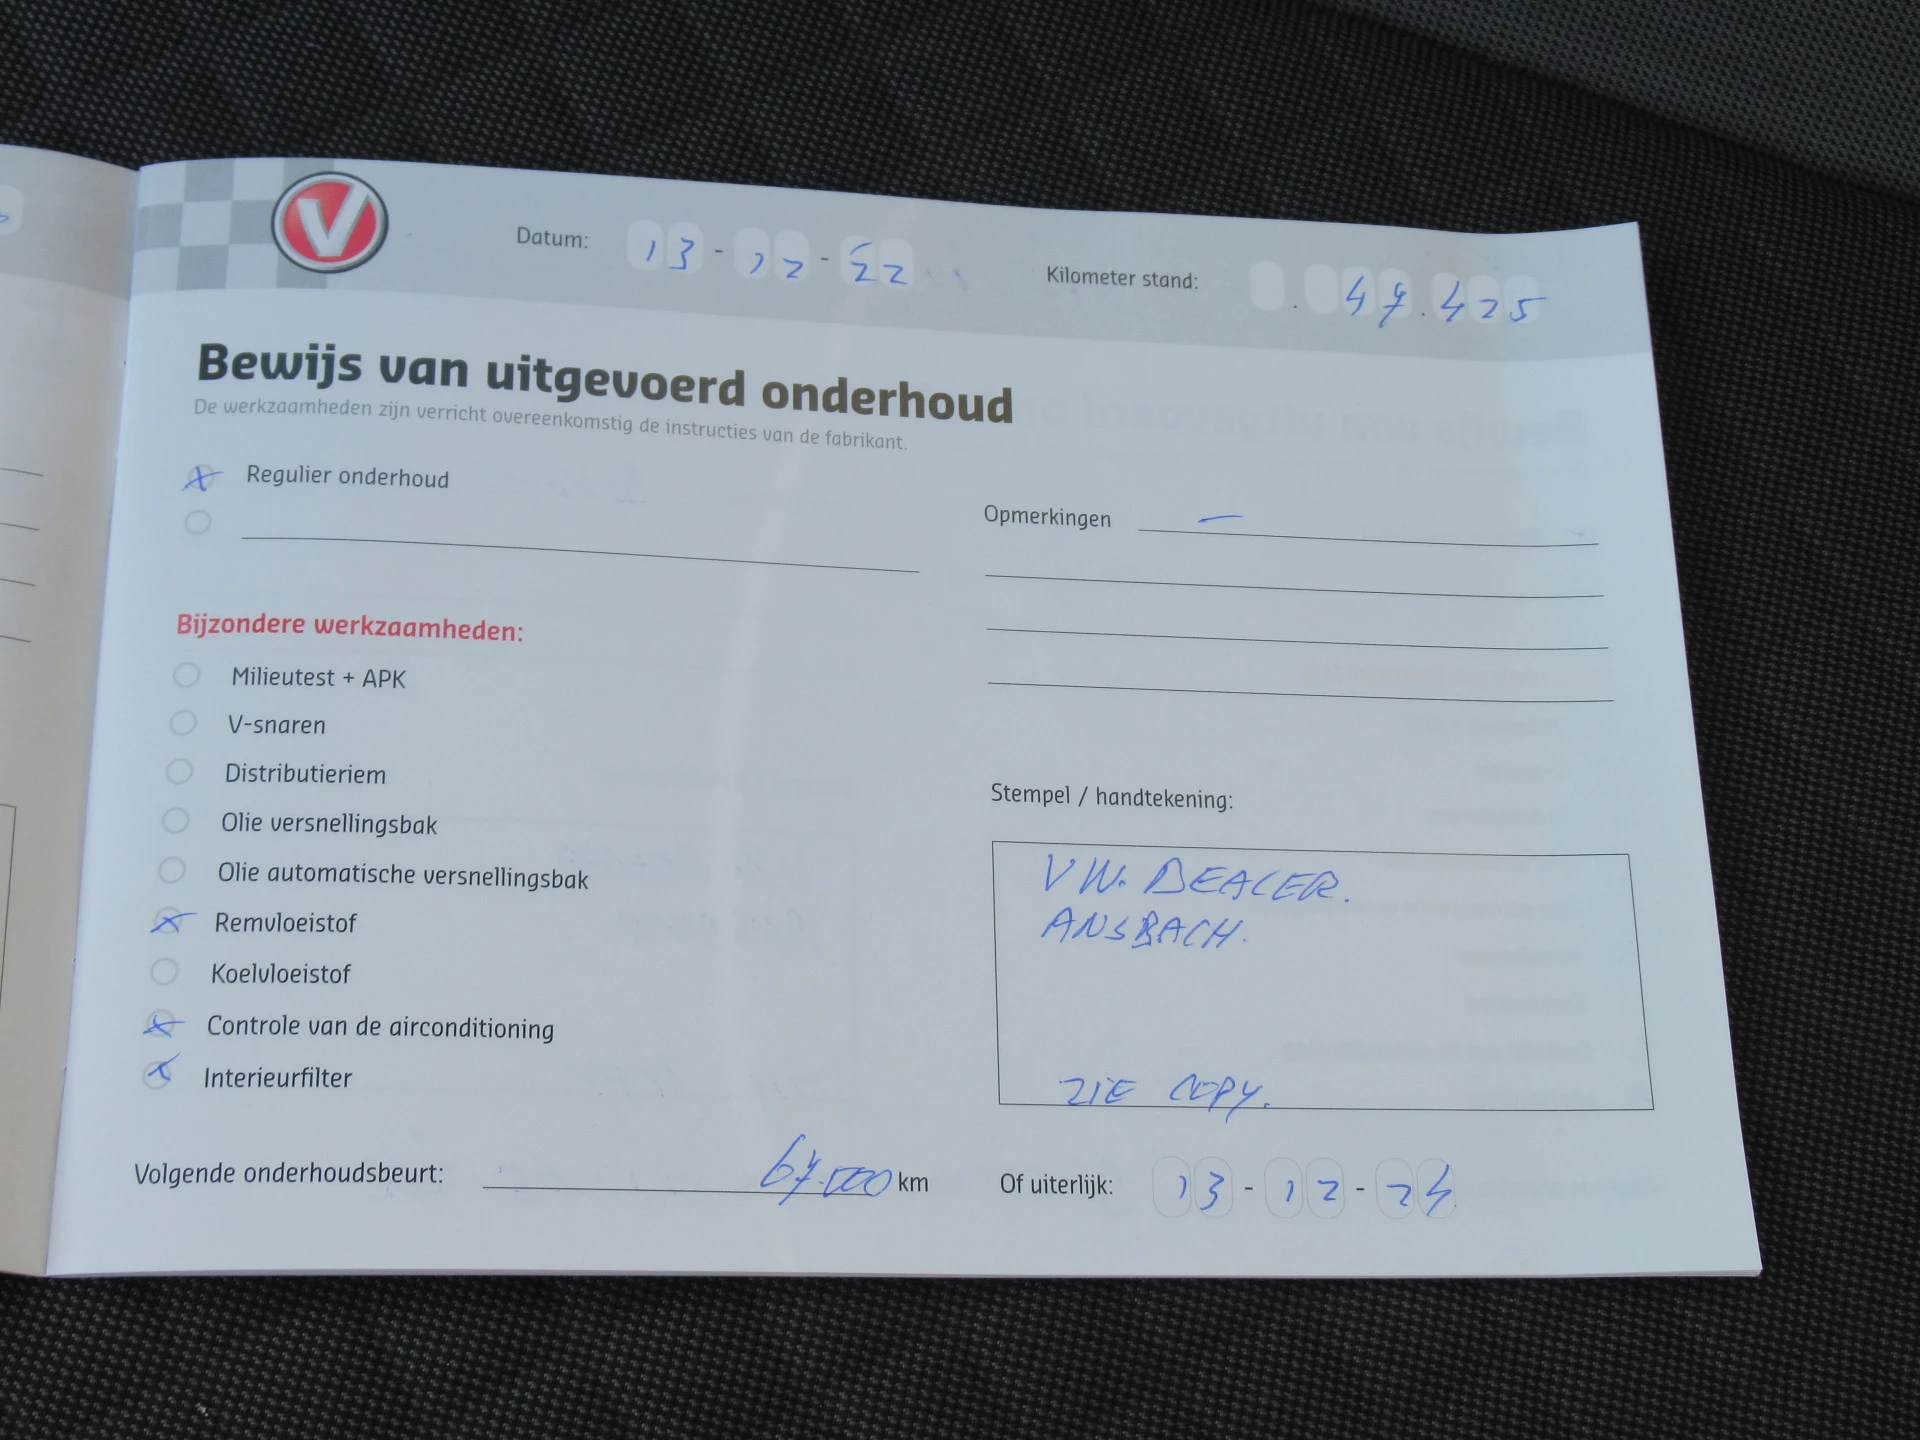 V
Datum: 13 - 12 - 22
Kilometer stand: . 47.425
Bewijs van uitgevoerd onderhoud
De werkzaamheden zijn verricht overeenkomstig de instructies van de fabrikant.
x Regulier onderhoud
Opmerkingen —
Bijzondere werkzaamheden:
Milieutest + APK
V-snaren
Distributieriem
Olie versnellingsbak
Olie automatische versnellingsbak
x Remvloeistof
Koelvloeistof
x Controle van de airconditioning
x Interieurfilter
Stempel / handtekening:
VW. DEALER.
ANSBACH.
ZIE COPY.
Volgende onderhoudsbeurt: 67.000 km
Of uiterlijk: 13 - 12 - 24